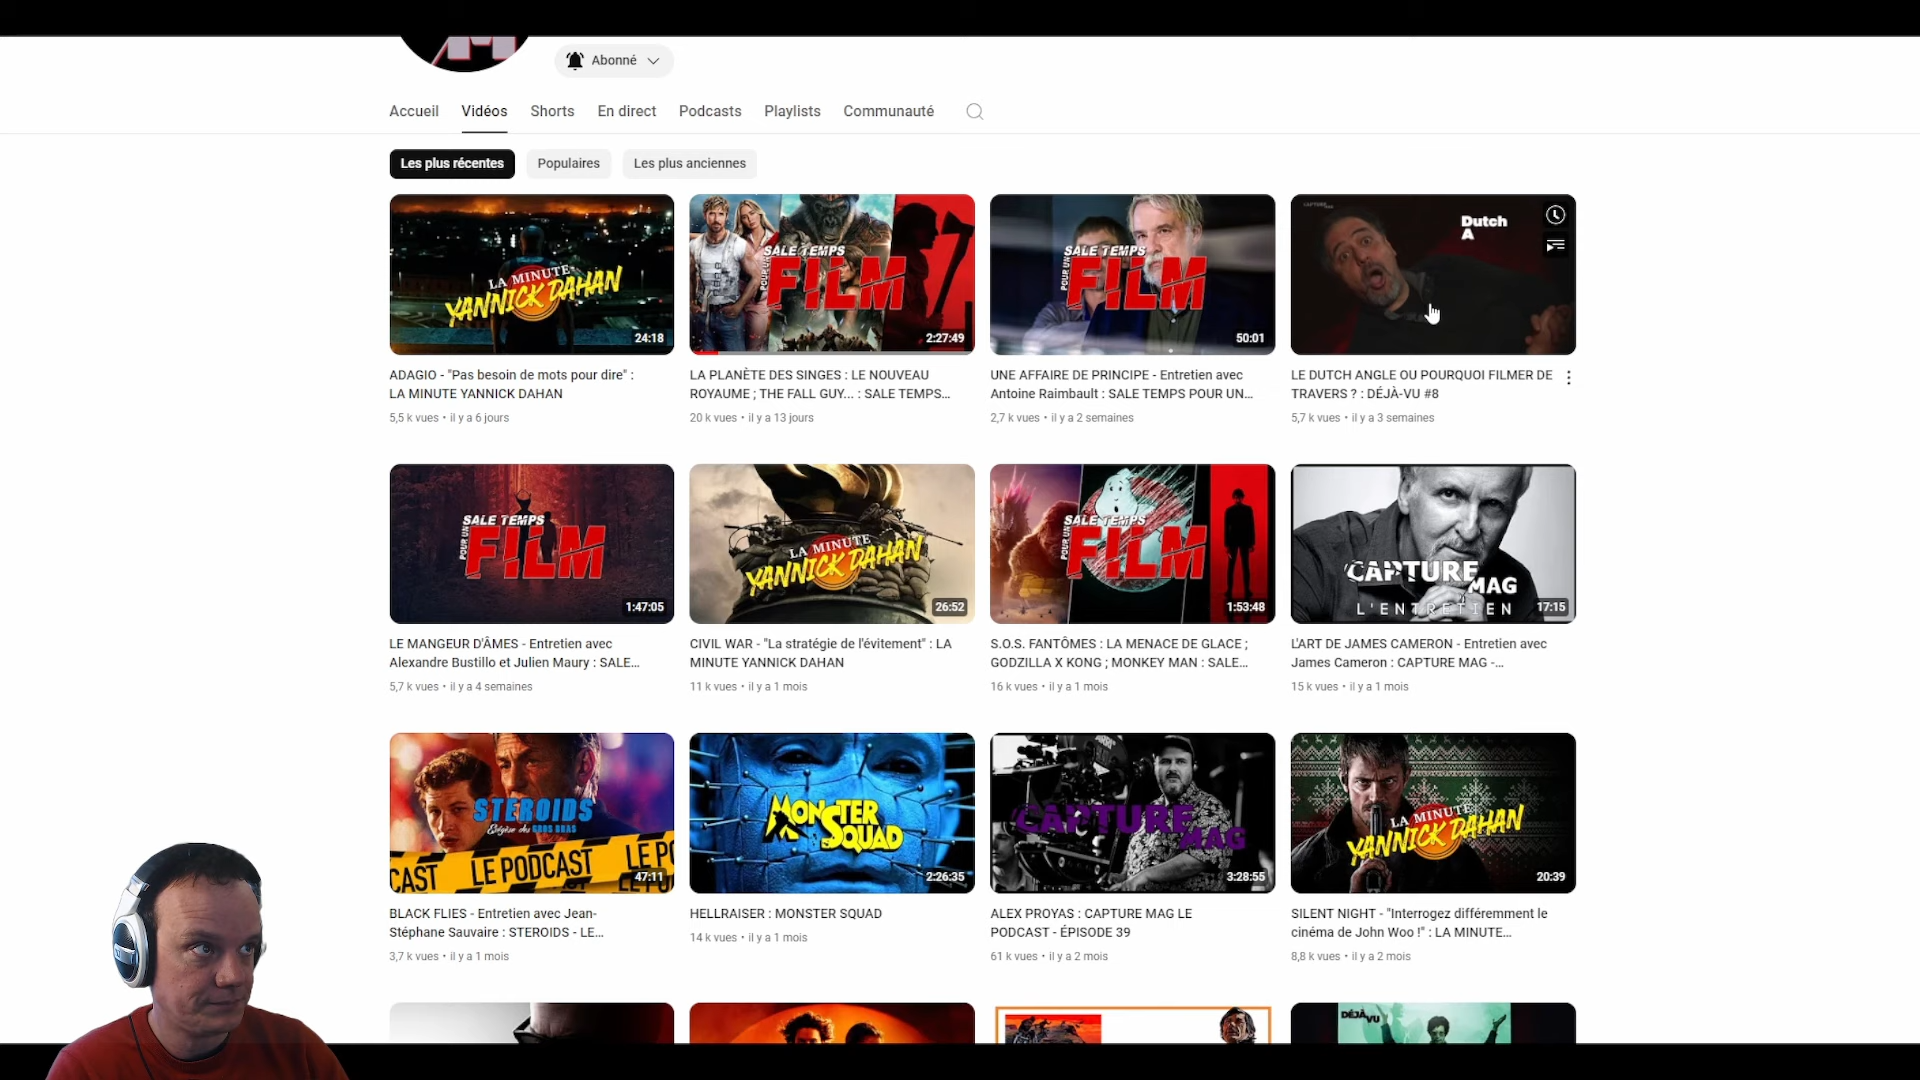 Abonné
Accueil
Vidéos
Shorts
En direct
Podcasts
Playlists
Communauté
Les plus récentes
Populaires
Les plus anciennes
LA MINUTE
YANNICK DAHAN
24:18
SALE TEMPS
POUR UN
FILM
2:27:49
SALE TEMPS
POUR UN
FILM
50:01
Dutch
A
ADAGIO - "Pas besoin de mots pour dire" :
LA MINUTE YANNICK DAHAN
5,5 k vues • il y a 6 jours
LA PLANÈTE DES SINGES : LE NOUVEAU
ROYAUME ; THE FALL GUY... : SALE TEMPS...
20 k vues • il y a 13 jours
UNE AFFAIRE DE PRINCIPE - Entretien avec
Antoine Raimbault : SALE TEMPS POUR UN...
2,7 k vues • il y a 2 semaines
LE DUTCH ANGLE OU POURQUOI FILMER DE
TRAVERS ? : DÉJÀ-VU #8
5,7 k vues • il y a 3 semaines
SALE TEMPS
POUR UN
FILM
1:47:05
LA MINUTE
YANNICK DAHAN
26:52
SALE TEMPS
POUR UN
FILM
1:53:48
CAPTURE
MAG
L'ENTRETIEN
17:15
LE MANGEUR D'ÂMES - Entretien avec
Alexandre Bustillo et Julien Maury : SALE...
5,7 k vues • il y a 4 semaines
CIVIL WAR - "La stratégie de l'évitement" : LA
MINUTE YANNICK DAHAN
11 k vues • il y a 1 mois
S.O.S. FANTÔMES : LA MENACE DE GLACE ;
GODZILLA X KONG ; MONKEY MAN : SALE...
16 k vues • il y a 1 mois
L'ART DE JAMES CAMERON - Entretien avec
James Cameron : CAPTURE MAG -...
15 k vues • il y a 1 mois
STEROIDS
Exégèse des GROS BRAS
CAST LE PODCAST LE PO
47:11
MONSTER
SQUAD
2:26:35
CAPTURE
MAG
3:28:55
LA MINUTE
YANNICK DAHAN
20:39
BLACK FLIES - Entretien avec Jean-
Stéphane Sauvaire : STEROIDS - LE...
3,7 k vues • il y a 1 mois
HELLRAISER : MONSTER SQUAD
14 k vues • il y a 1 mois
ALEX PROYAS : CAPTURE MAG LE
PODCAST - ÉPISODE 39
61 k vues • il y a 2 mois
SILENT NIGHT - "Interrogez différemment le
cinéma de John Woo !" : LA MINUTE...
8,8 k vues • il y a 2 mois
DÉJÀ
VU